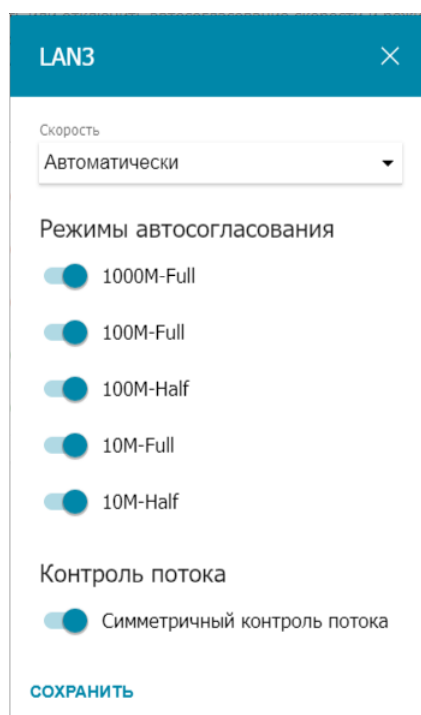 LAN3
Скорость
Автоматически
Режимы автосогласования
1000M-Full
100M-Full
100M-Half
10M-Full
10M-Half
Контроль потока
Симметричный контроль потока
СОХРАНИТЬ